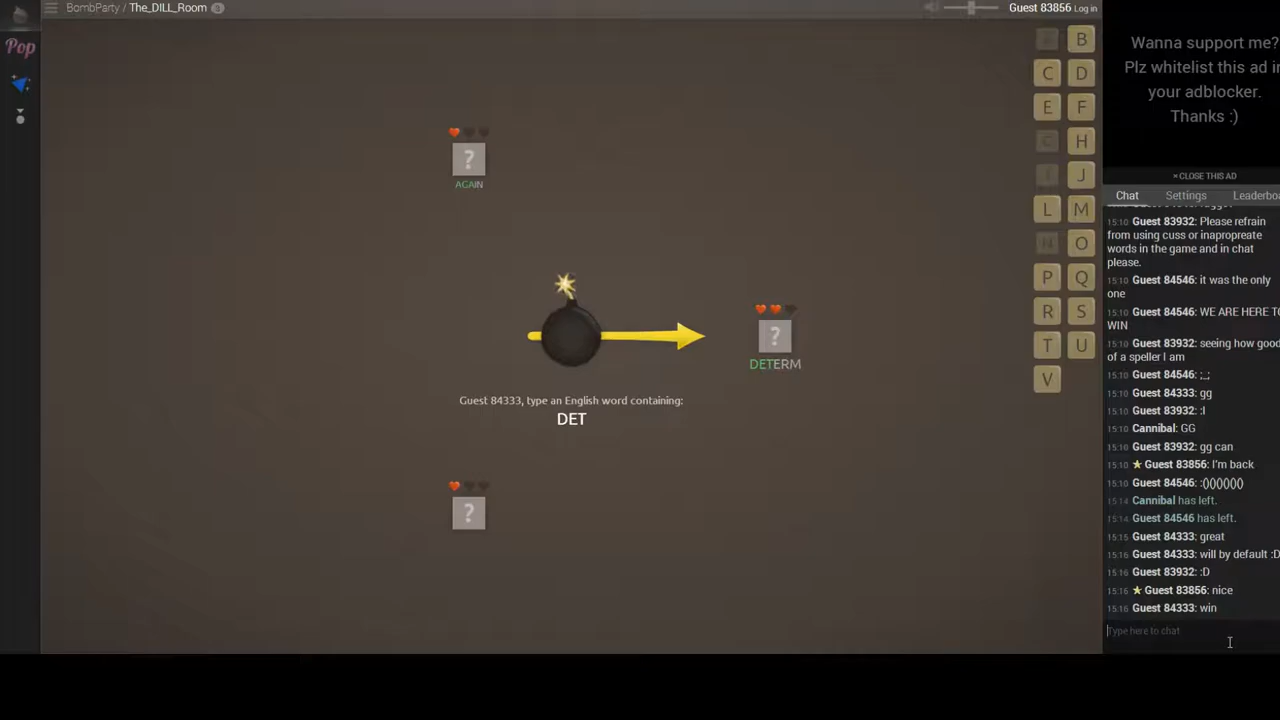 BombParty / The_DILL_Room
Guest 83856 Log in
Pop
Wanna support me?
Plz whitelist this ad in
your adblocker.
Thanks :)
× CLOSE THIS AD
Chat Settings Leaderbo
15:10 Guest 83932: Please refrain
from using cuss or inapropreate
words in the game and in chat
please.
15:10 Guest 84546: it was the only
one
15:10 Guest 84546: WE ARE HERE TO
WIN
15:10 Guest 83932: seeing how good
of a speller I am
15:10 Guest 84546: ;_;
15:10 Guest 84333: gg
15:10 Guest 83932: :I
15:10 Cannibal: GG
15:10 Guest 83932: gg can
15:10 ★ Guest 83856: I'm back
15:10 Guest 84546: :()()()()()()
15:14 Cannibal has left.
15:14 Guest 84546 has left.
15:15 Guest 84333: great
15:16 Guest 84333: will by default :D
15:16 Guest 83932: :D
15:16 ★ Guest 83856: nice
15:16 Guest 84333: win
Type here to chat
?
AGAIN
?
DETERM
Guest 84333, type an English word containing:
DET
?
B
C D
E F
H
J
L M
O
P Q
R S
T U
V